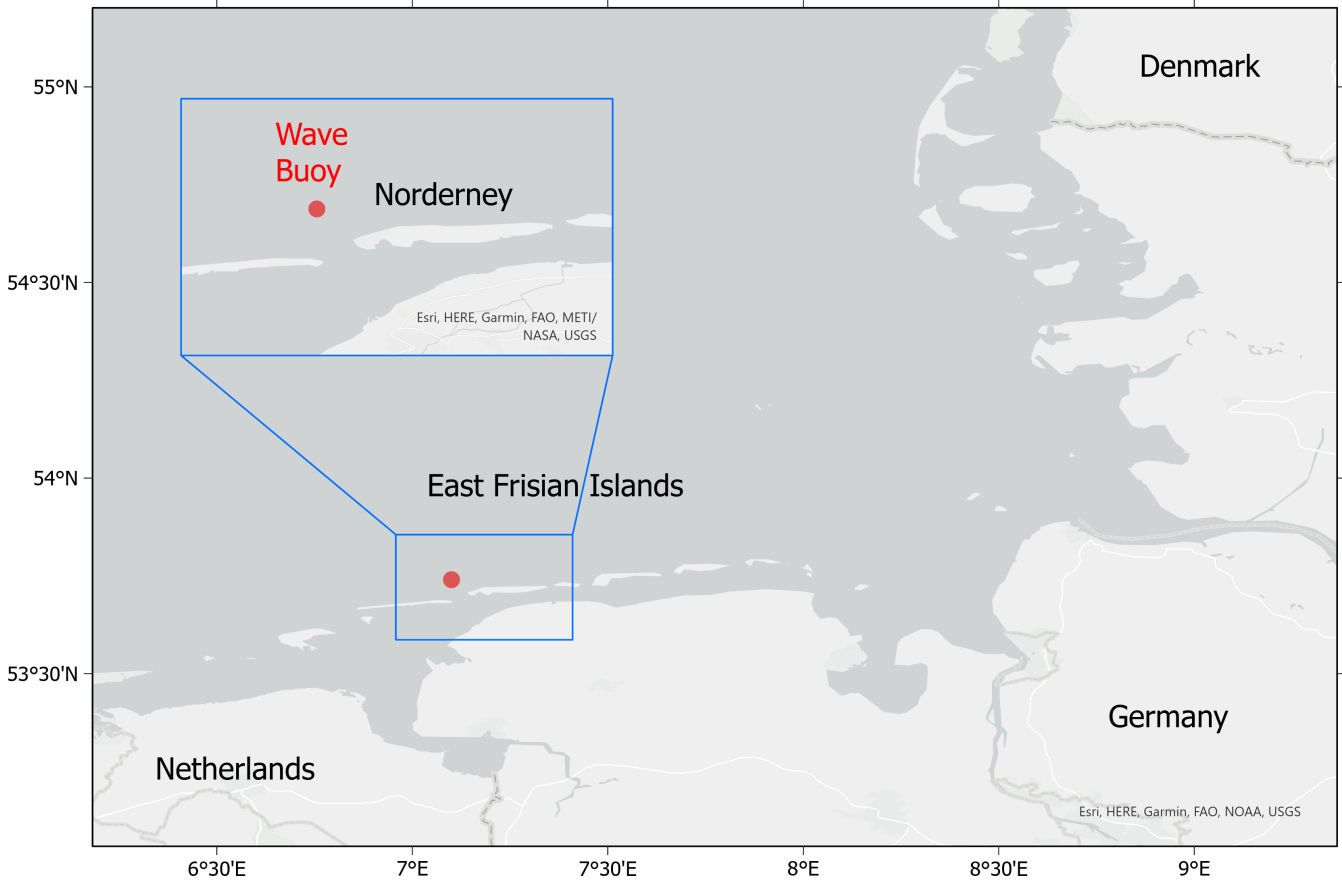 Denmark
55°N
Wave
Buoy
Norderney
54°30'N
Esri, HERE, Garmin, FAO, METI/
NASA, USGS
54°N
East Frisian Islands
53°30'N
Germany
Netherlands
Esri, HERE, Garmin, FAO, NOAA, USGS
6°30'E
7°E
7°30'E
8°E
8°30'E
9°E